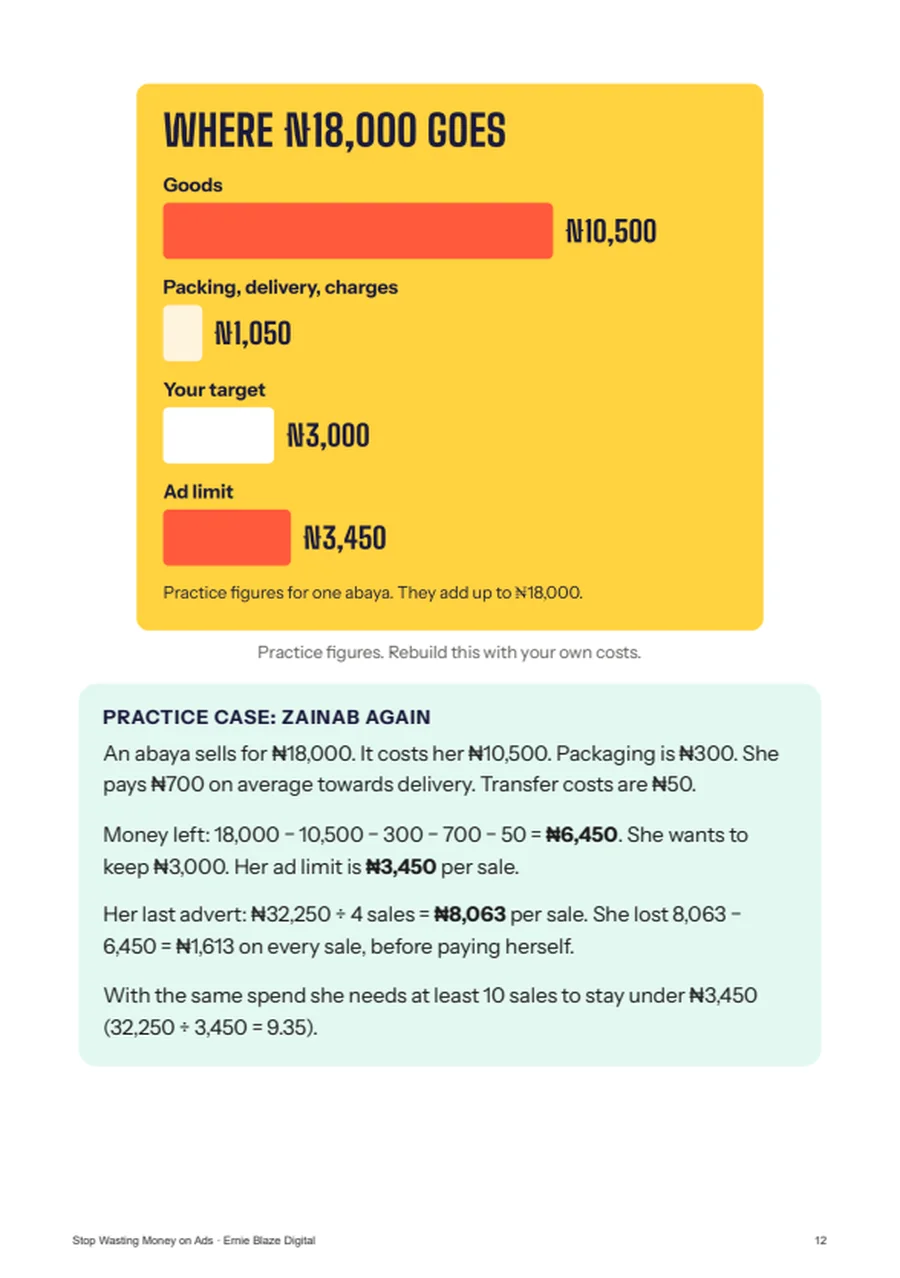 WHERE ₦18,000 GOES
Goods
₦10,500
Packing, delivery, charges
₦1,050
Your target
₦3,000
Ad limit
₦3,450
Practice figures for one abaya. They add up to ₦18,000.
Practice figures. Rebuild this with your own costs.
PRACTICE CASE: ZAINAB AGAIN
An abaya sells for ₦18,000. It costs her ₦10,500. Packaging is ₦300. She
pays ₦700 on average towards delivery. Transfer costs are ₦50.
Money left: 18,000 − 10,500 − 300 − 700 − 50 = ₦6,450. She wants to
keep ₦3,000. Her ad limit is ₦3,450 per sale.
Her last advert: ₦32,250 ÷ 4 sales = ₦8,063 per sale. She lost 8,063 −
6,450 = ₦1,613 on every sale, before paying herself.
With the same spend she needs at least 10 sales to stay under ₦3,450
(32,250 ÷ 3,450 = 9.35).
Stop Wasting Money on Ads · Ernie Blaze Digital
12